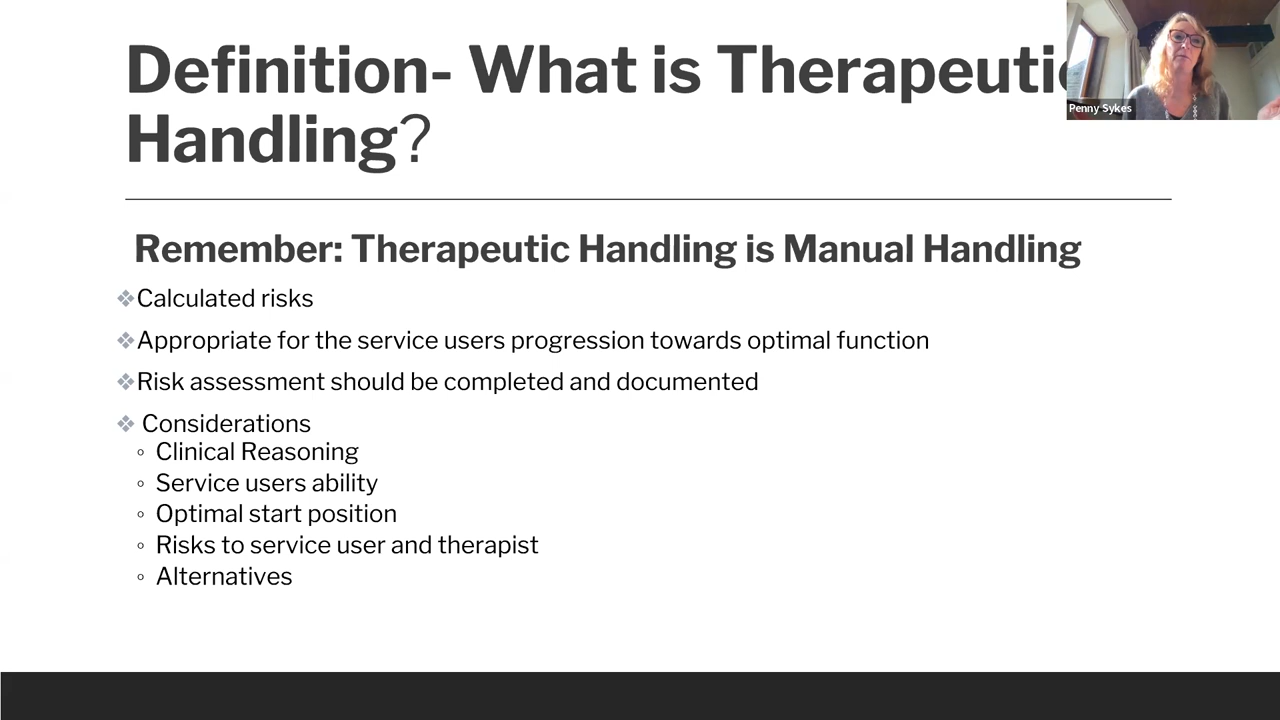 Definition- What is Therapeutic
Handling?
Penny Sykes
Remember: Therapeutic Handling is Manual Handling
❖Calculated risks
❖Appropriate for the service users progression towards optimal function
❖Risk assessment should be completed and documented
❖ Considerations
◦ Clinical Reasoning
◦ Service users ability
◦ Optimal start position
◦ Risks to service user and therapist
◦ Alternatives